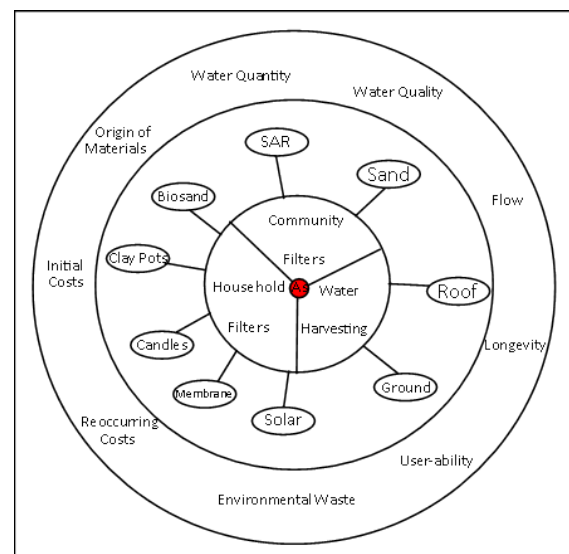 Water Quantity
Water Quality
Origin of
Materials
SAR
Sand
Biosand
Flow
Community
Filters
Clay Pots
Initial
Costs
Household
As
Water
Roof
Filters
Harvesting
Candles
Longevity
Membrane
Ground
Solar
Reoccurring
Costs
User-ability
Environmental Waste